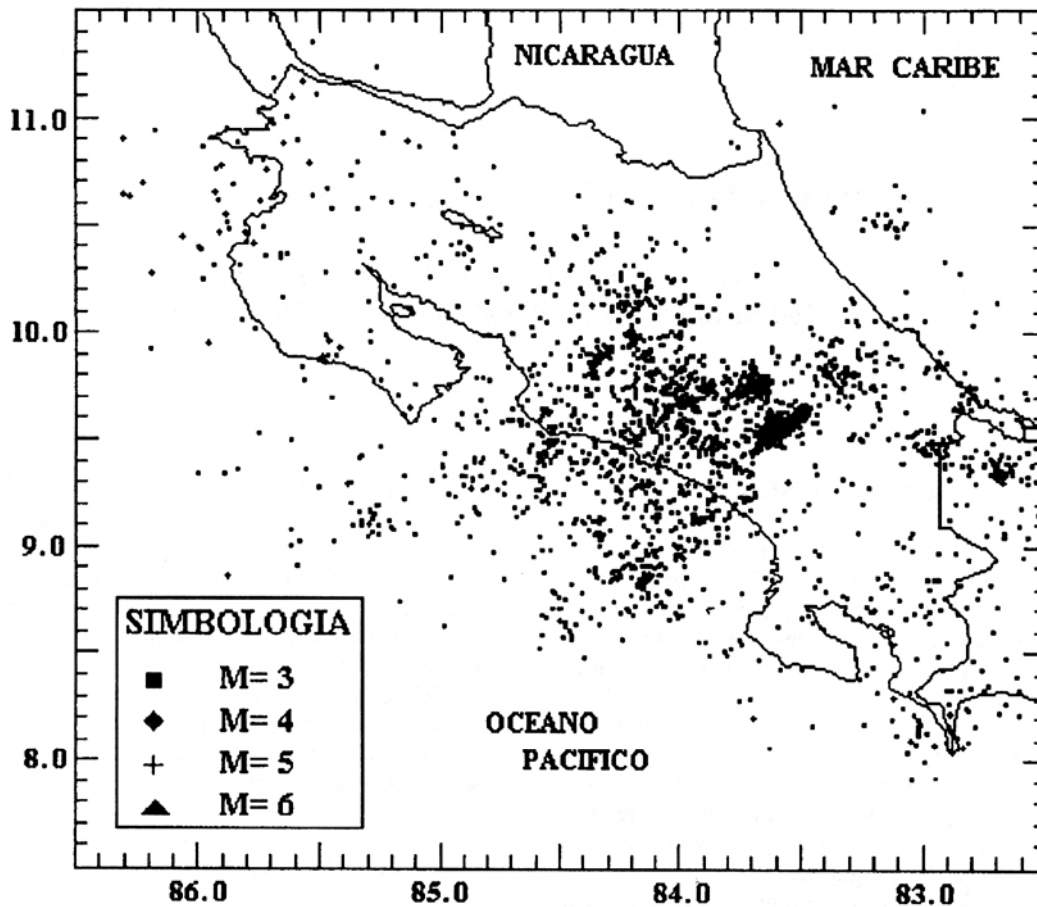 NICARAGUA
MAR CARIBE
11.0
10.0
9.0
8.0
SIMBOLOGIA
M= 3
M= 4
M= 5
M= 6
OCEANO
PACIFICO
86.0 85.0 84.0 83.0